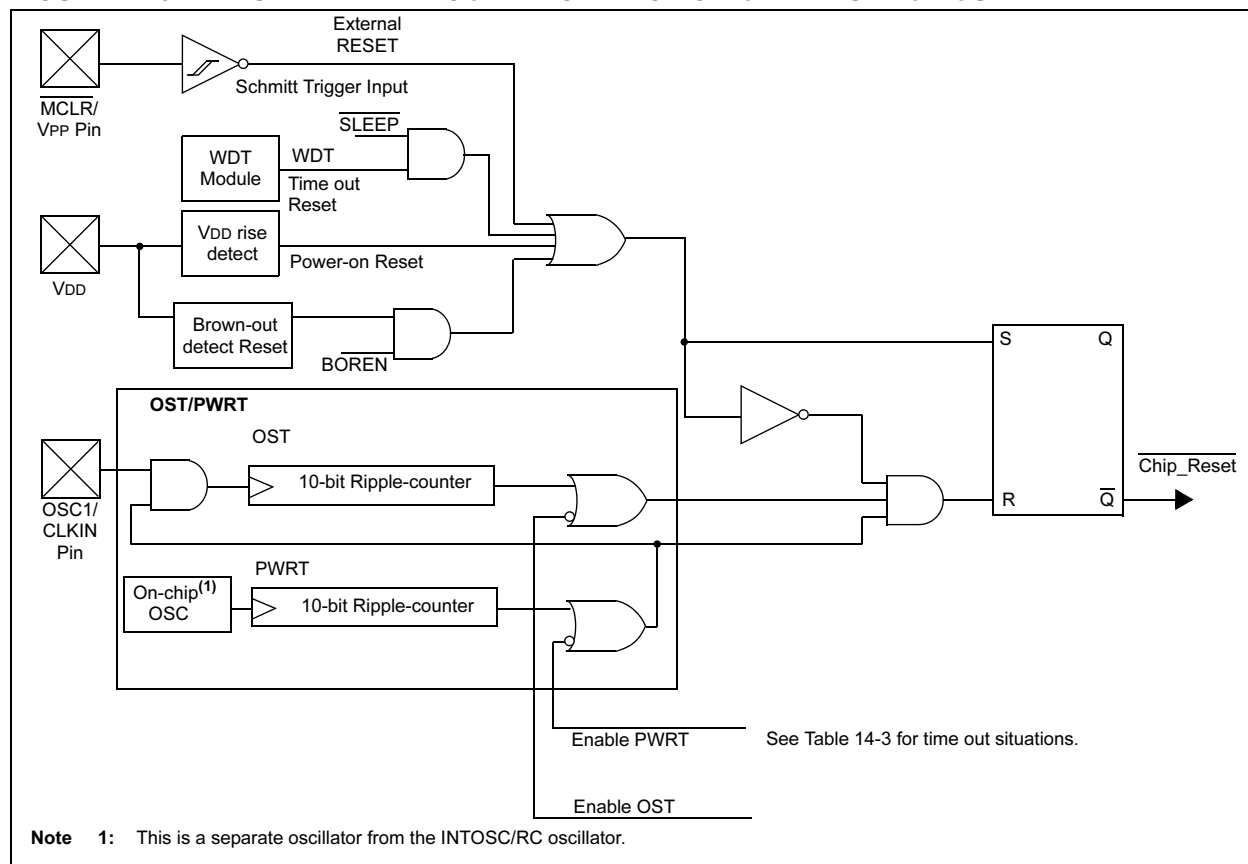 External
RESET
Schmitt Trigger Input
MCLR/
VPP Pin
SLEEP
WDT
Module
WDT
Time out
Reset
VDD rise
detect
Power-on Reset
VDD
Brown-out
detect Reset
BOREN
S
Q
OST/PWRT
OST
10-bit Ripple-counter
OSC1/
CLKIN
Pin
Chip_Reset
R
Q
PWRT
On-chip(1)
OSC
10-bit Ripple-counter
Enable PWRT
See Table 14-3 for time out situations.
Enable OST
Note 1: This is a separate oscillator from the INTOSC/RC oscillator.